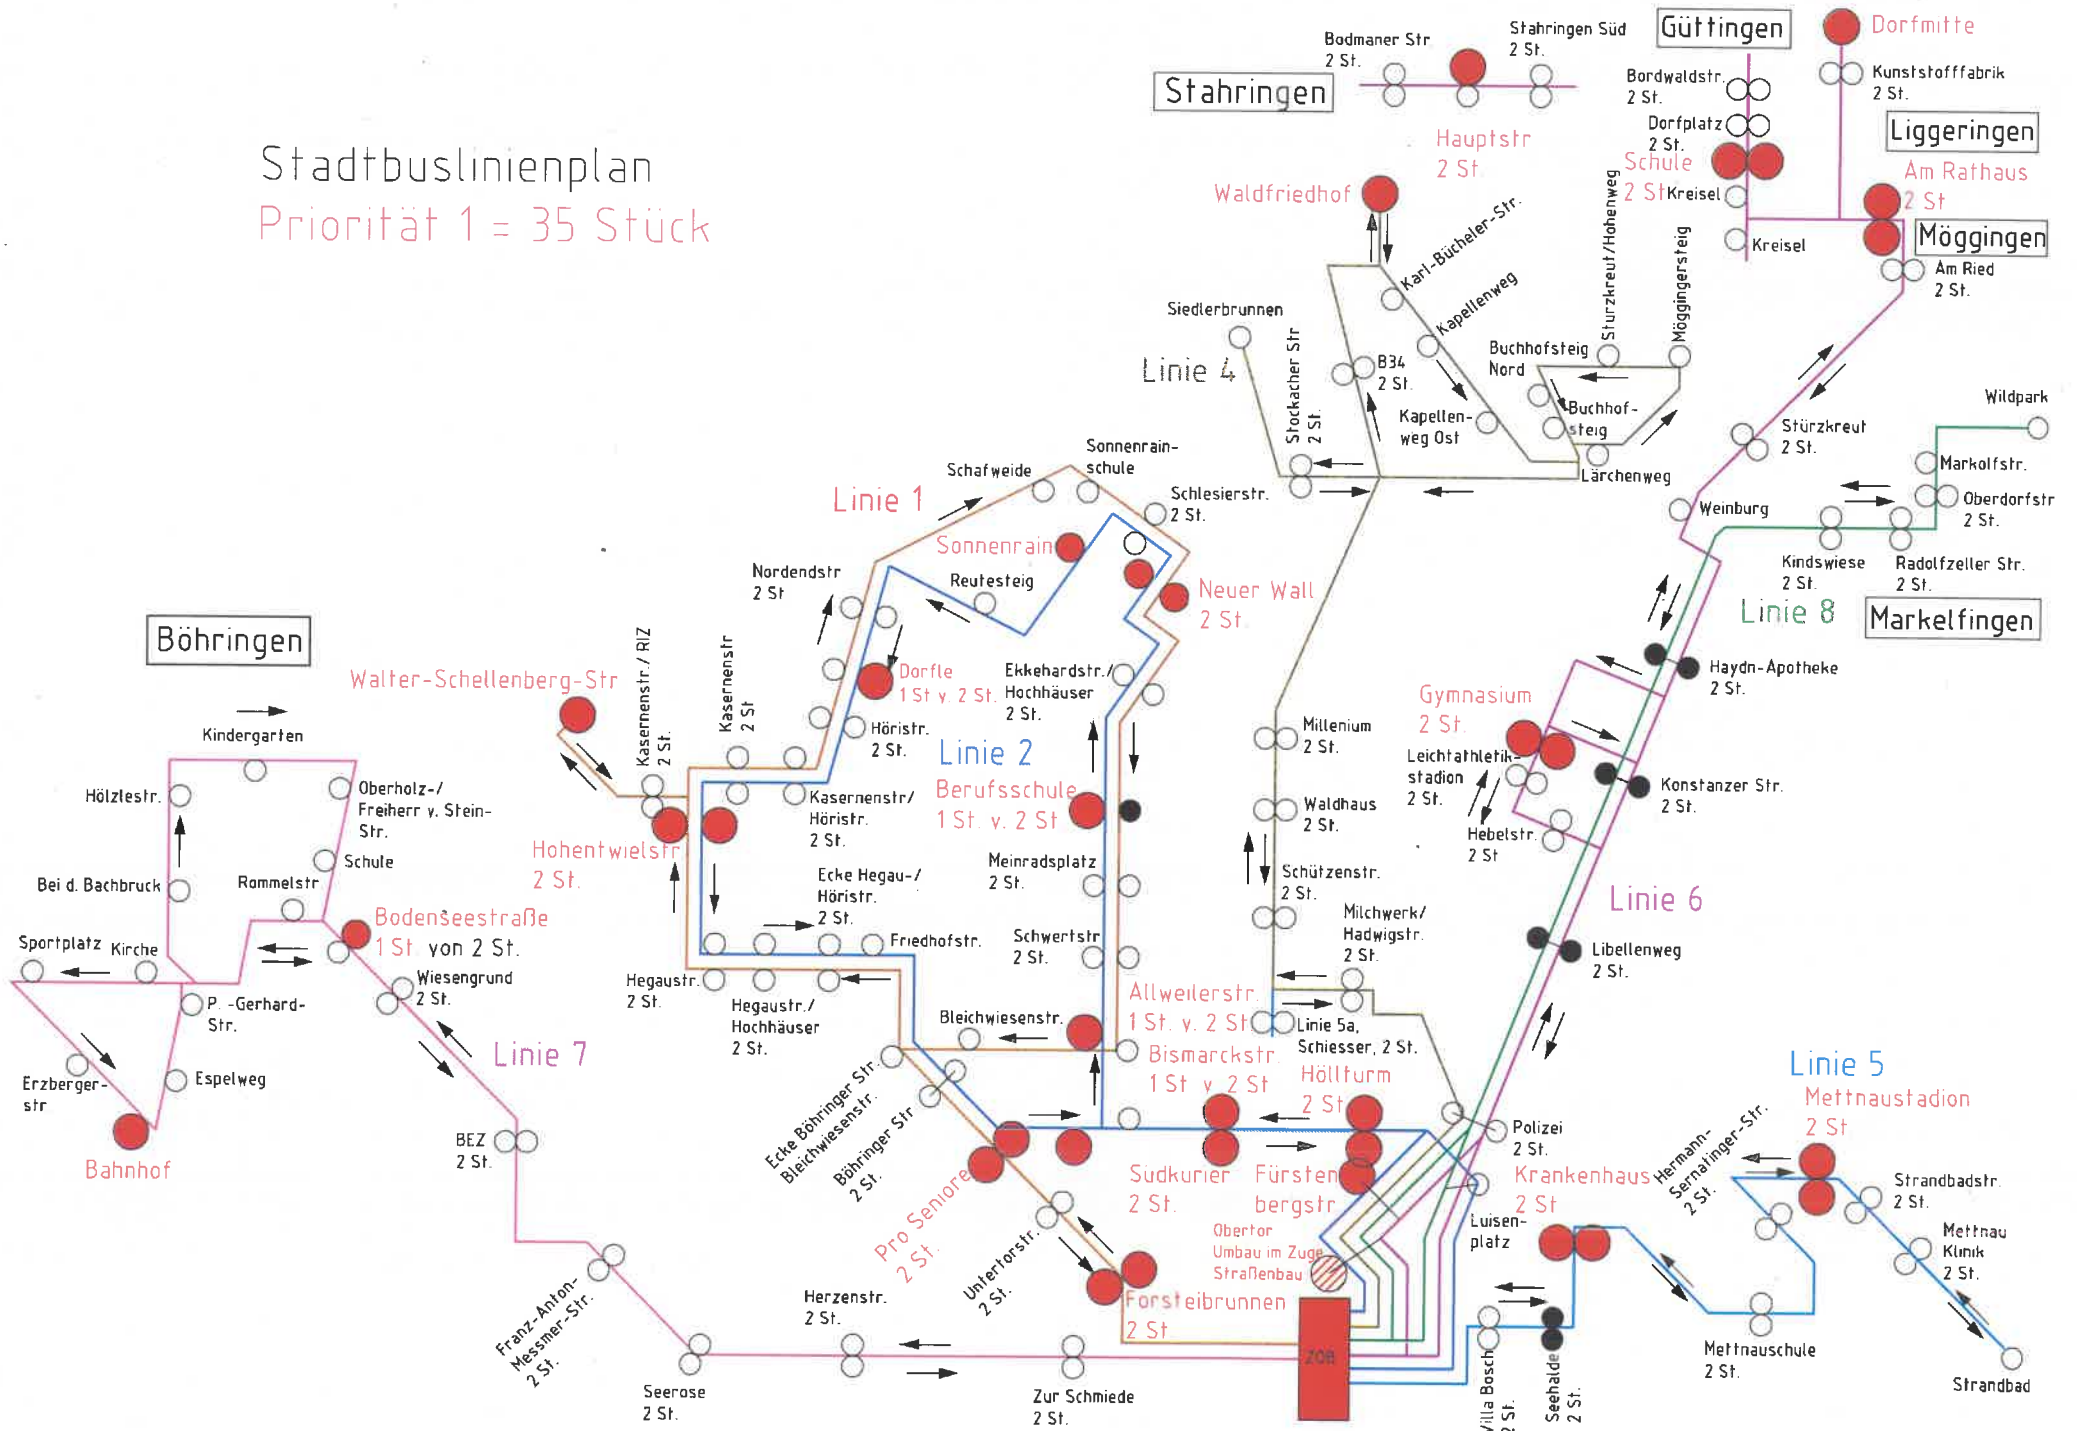 Stadtbuslinienplan
Priorität 1 = 35 Stück
Stahringen
Bodmaner Str
2 St.
Stahringen Süd
2 St.
Hauptstr
2 St.
Güttingen
Bordwaldstr.
2 St.
Dorfplatz
2 St.
Schule
2 St
Kreisel
Kreisel
Dorfmitte
Kunststofffabrik
2 St.
Liggeringen
Am Rathaus
2 St
Möggingen
Am Ried
2 St.
Waldfriedhof
Karl-Bücheler-Str.
Kapellenweg
Sturzkreut/Hohenweg
Möggingersteig
Siedlerbrunnen
Linie 4
Stockacher Str
2 St.
B34
2 St.
Buchhofsteig
Nord
Kapellen-
weg Ost
Buchhof-
steig
Lärchenweg
Stürzkreut
2 St.
Weinburg
Wildpark
Markolfstr.
Oberdorfstr
2 St.
Kindswiese
2 St.
Radolfzeller Str.
2 St.
Linie 8
Markelfingen
Linie 1
Schafweide
Sonnenrain-
schule
Schlesierstr.
2 St.
Sonnenrain
Reutesteig
Neuer Wall
2 St.
Nordendstr
2 St
Dorfle
1 St v. 2 St.
Höristr.
2 St.
Ekkehardstr./
Hochhäuser
2 St.
Linie 2
Berufsschule
1 St. v. 2 St
Kasernenstr./ RIZ
2 St.
Kasernenstr
2 St
Kasernenstr/
Höristr.
2 St.
Walter-Schellenberg-Str
Hohentwielstr
2 St.
Meinradsplatz
2 St.
Ecke Hegau-/
Höristr.
2 St.
Friedhofstr.
Schwertstr
2 St.
Hegaustr.
2 St.
Hegaustr./
Hochhäuser
2 St.
Bleichwiesenstr.
Böhringen
Kindergarten
Hölzlestr.
Oberholz-/
Freiherr v. Stein-
Str.
Schule
Bei d. Bachbruck
Rommelstr
Bodenseestraße
1 St von 2 St.
Sportplatz
Kirche
Wiesengrund
2 St.
P. -Gerhard-
Str.
Erzberger-
str
Espelweg
Bahnhof
Linie 7
BEZ
2 St.
Franz-Anton-
Messmer-Str.
2 St.
Seerose
2 St.
Herzenstr.
2 St.
Zur Schmiede
2 St.
Ecke Böhringer Str.
Bleichwiesenstr.
Böhringer Str
2 St.
Pro Seniore
2 St.
Untertorstr.
2 St.
Forsteibrunnen
2 St
Millenium
2 St.
Waldhaus
2 St.
Schützenstr.
2 St.
Milchwerk/
Hadwigstr.
2 St.
Allweilerstr.
1 St. v. 2 St
Linie 5a,
Schiesser, 2 St.
Bismarckstr.
1 St v 2 St
Höllturm
2 St
Südkurier
2 St.
Fürsten
bergstr
Obertor
Umbau im Zuge
Straßenbau
ZOB
Gymnasium
2 St.
Leichtathletik-
stadion
2 St.
Hebelstr.
2 St
Haydn-Apotheke
2 St.
Konstanzer Str.
2 St.
Linie 6
Libellenweg
2 St.
Polizei
2 St.
Krankenhaus
2 St
Luisen-
platz
Linie 5
Mettnaustadion
2 St
Hermann-
Sernatinger-Str.
2 St.
Strandbadstr.
2 St.
Mettnau
Klinik
2 St.
Mettnauschule
2 St.
Strandbad
Villa Bosch
2 St.
Seehalde
2 St.